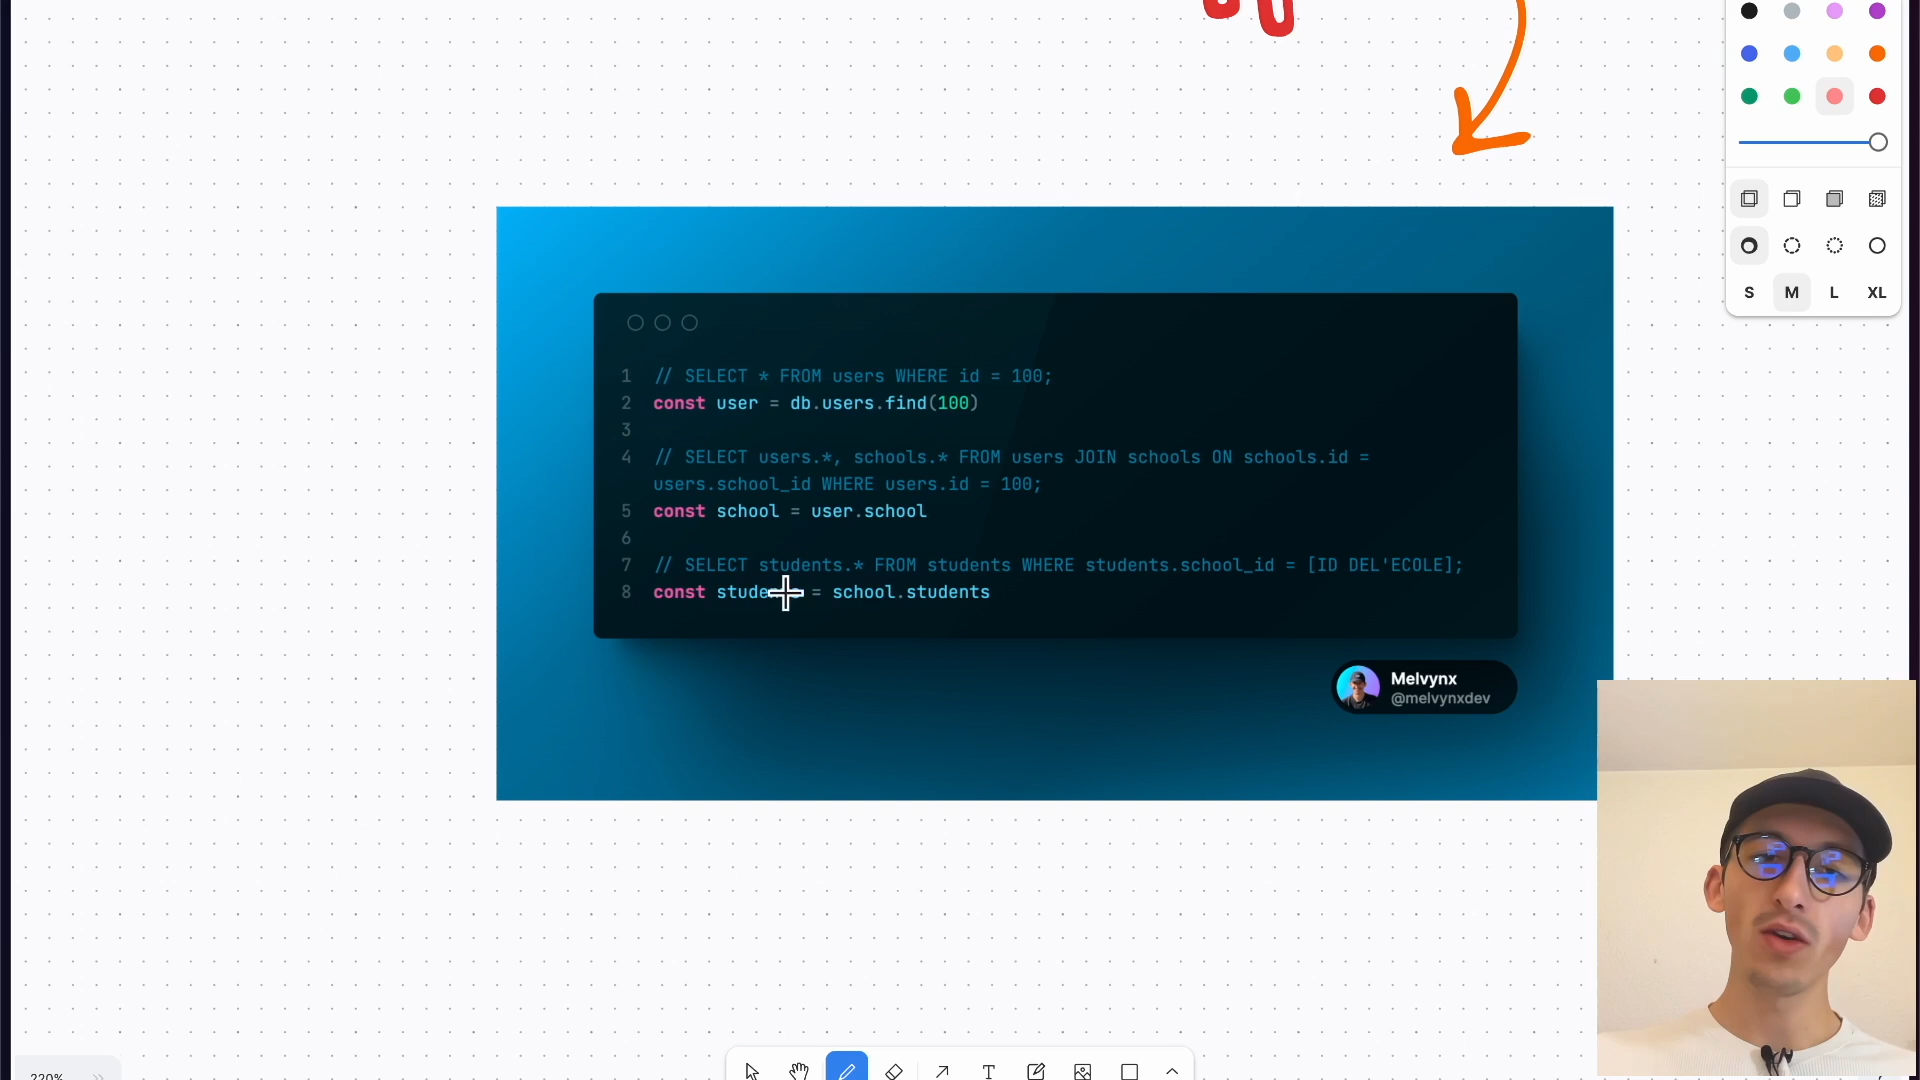 S M L XL
1 // SELECT * FROM users WHERE id = 100;
2 const user = db.users.find(100)
3
4 // SELECT users.*, schools.* FROM users JOIN schools ON schools.id =
users.school_id WHERE users.id = 100;
5 const school = user.school
6
7 // SELECT students.* FROM students WHERE students.school_id = [ID DEL'ECOLE];
8 const students = school.students
Melvynx
@melvynxdev
220%